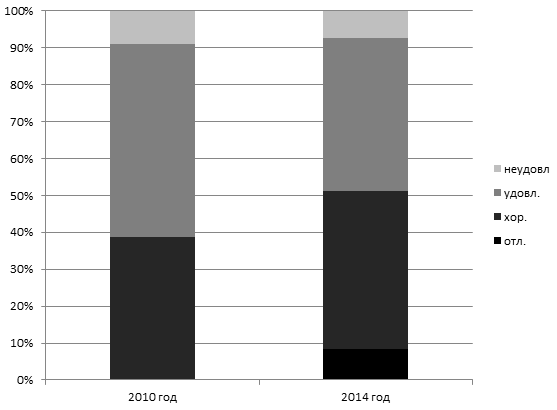 100%
90%
80%
70%
60%
50%
40%
30%
20%
10%
0%
2010 год
2014 год
неудовл
удовл.
хор.
отл.